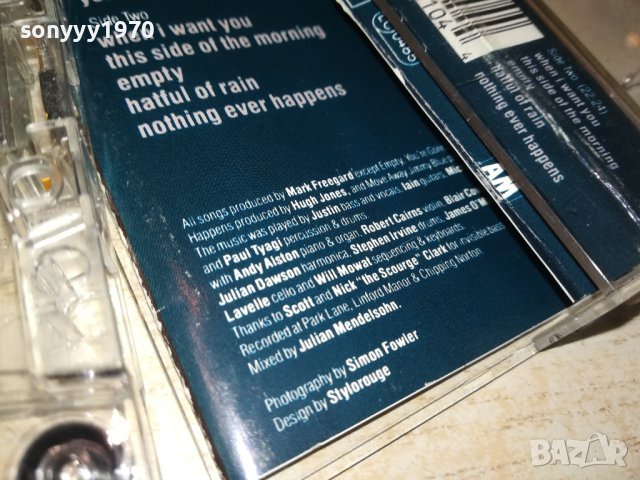 sonyyy1970
Side Two
when i want you
this side of the morning
empty
hatful of rain
nothing ever happens
All songs produced by Mark Freegard except Empty, You're Gone
Happens produced by Hugh Jones, and Move Away Jimmy Blue
The music was played by Justin bass and vocals, Iain guitars, Mic
and Paul Tyagi percussion & drums
with Andy Alston piano & organ, Robert Cairns violin, Blair
Julian Dawson harmonica, Stephen Irvine drums, James O'M
Lavelle cello and Will Mowat sequencing & keyboards
Thanks to Scott and Nick "the Scourge" Clark for invisible bass
Recorded at Park Lane, Linford Manor & Chipping Norton
Mixed by Julian Mendelsohn.
Photography by Simon Fowler
Design by Stylorouge
AM
Side Two (22.24)
when i want you
this side of the morning
empty
hatful of rain
nothing ever happens
BAZAR
bg